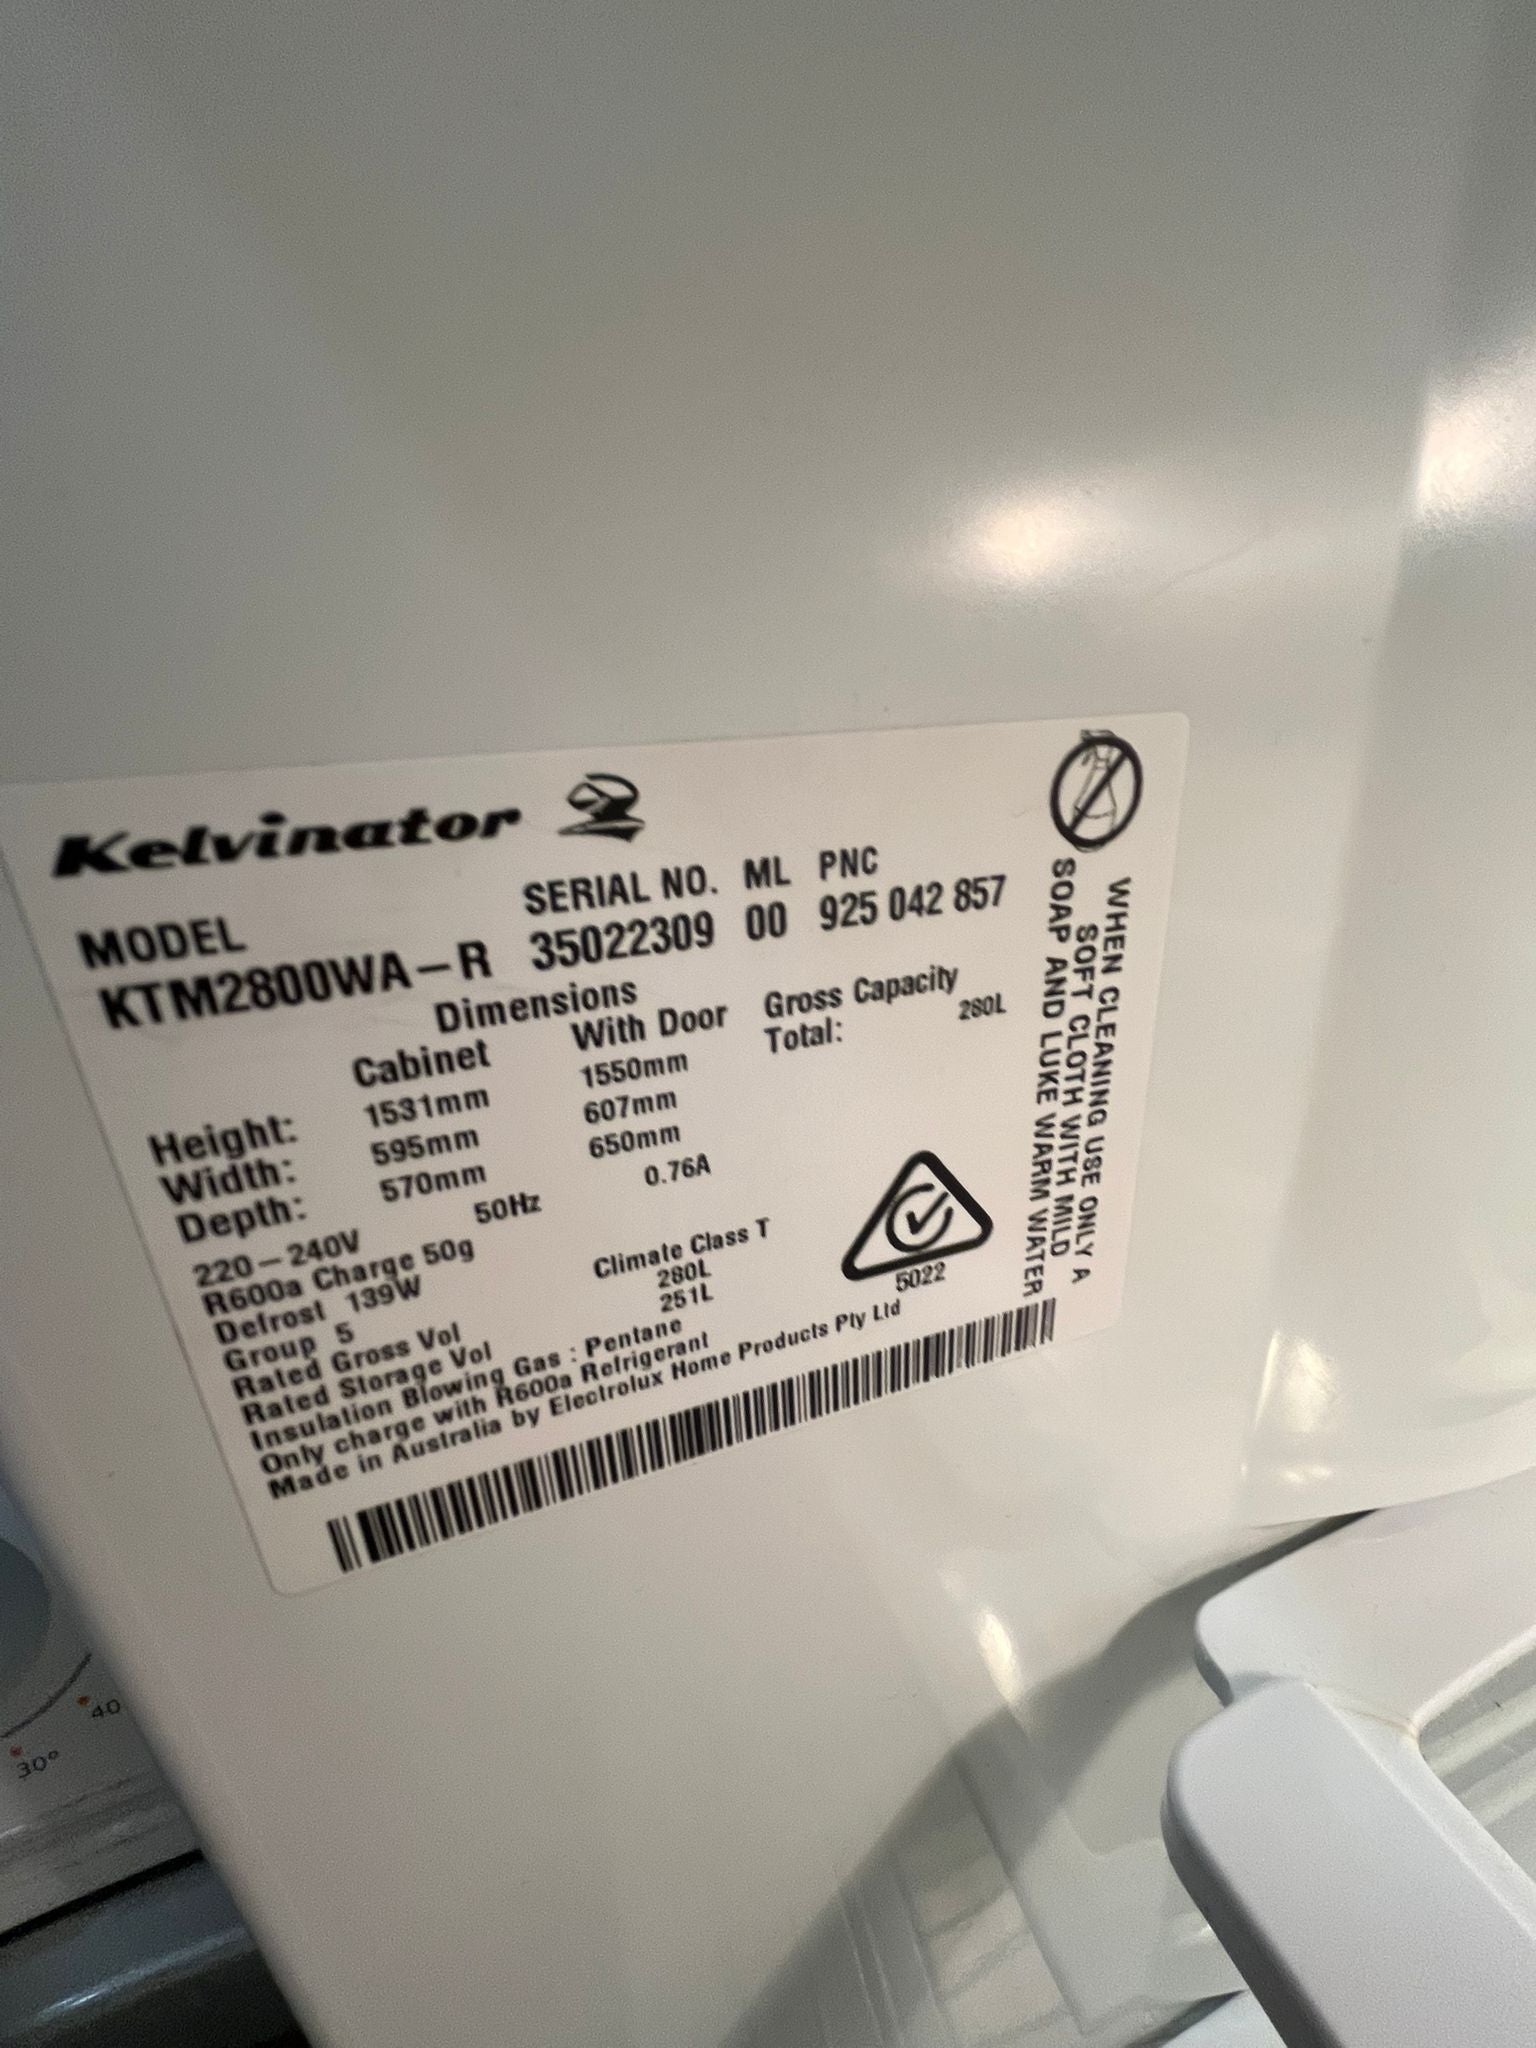 Kelvinator
MODEL SERIAL NO. ML PNC
KTM2800WA-R 35022309 00 925 042 857
Dimensions
Cabinet With Door Gross Capacity
Height: 1531mm 1550mm Total: 280L
Width: 595mm 607mm
Depth: 570mm 650mm
220-240V 50Hz 0.76A
R600a Charge 50g
Defrost 139W Climate Class T
Group 5
Rated Gross Vol 280L
Rated Storage Vol 251L
Insulation Blowing Gas : Pentane
Only charge with R600a Refrigerant
Made in Australia by Electrolux Home Products Pty Ltd
5022
WHEN CLEANING USE ONLY A
SOFT CLOTH WITH MILD
SOAP AND LUKE WARM WATER
40
30°